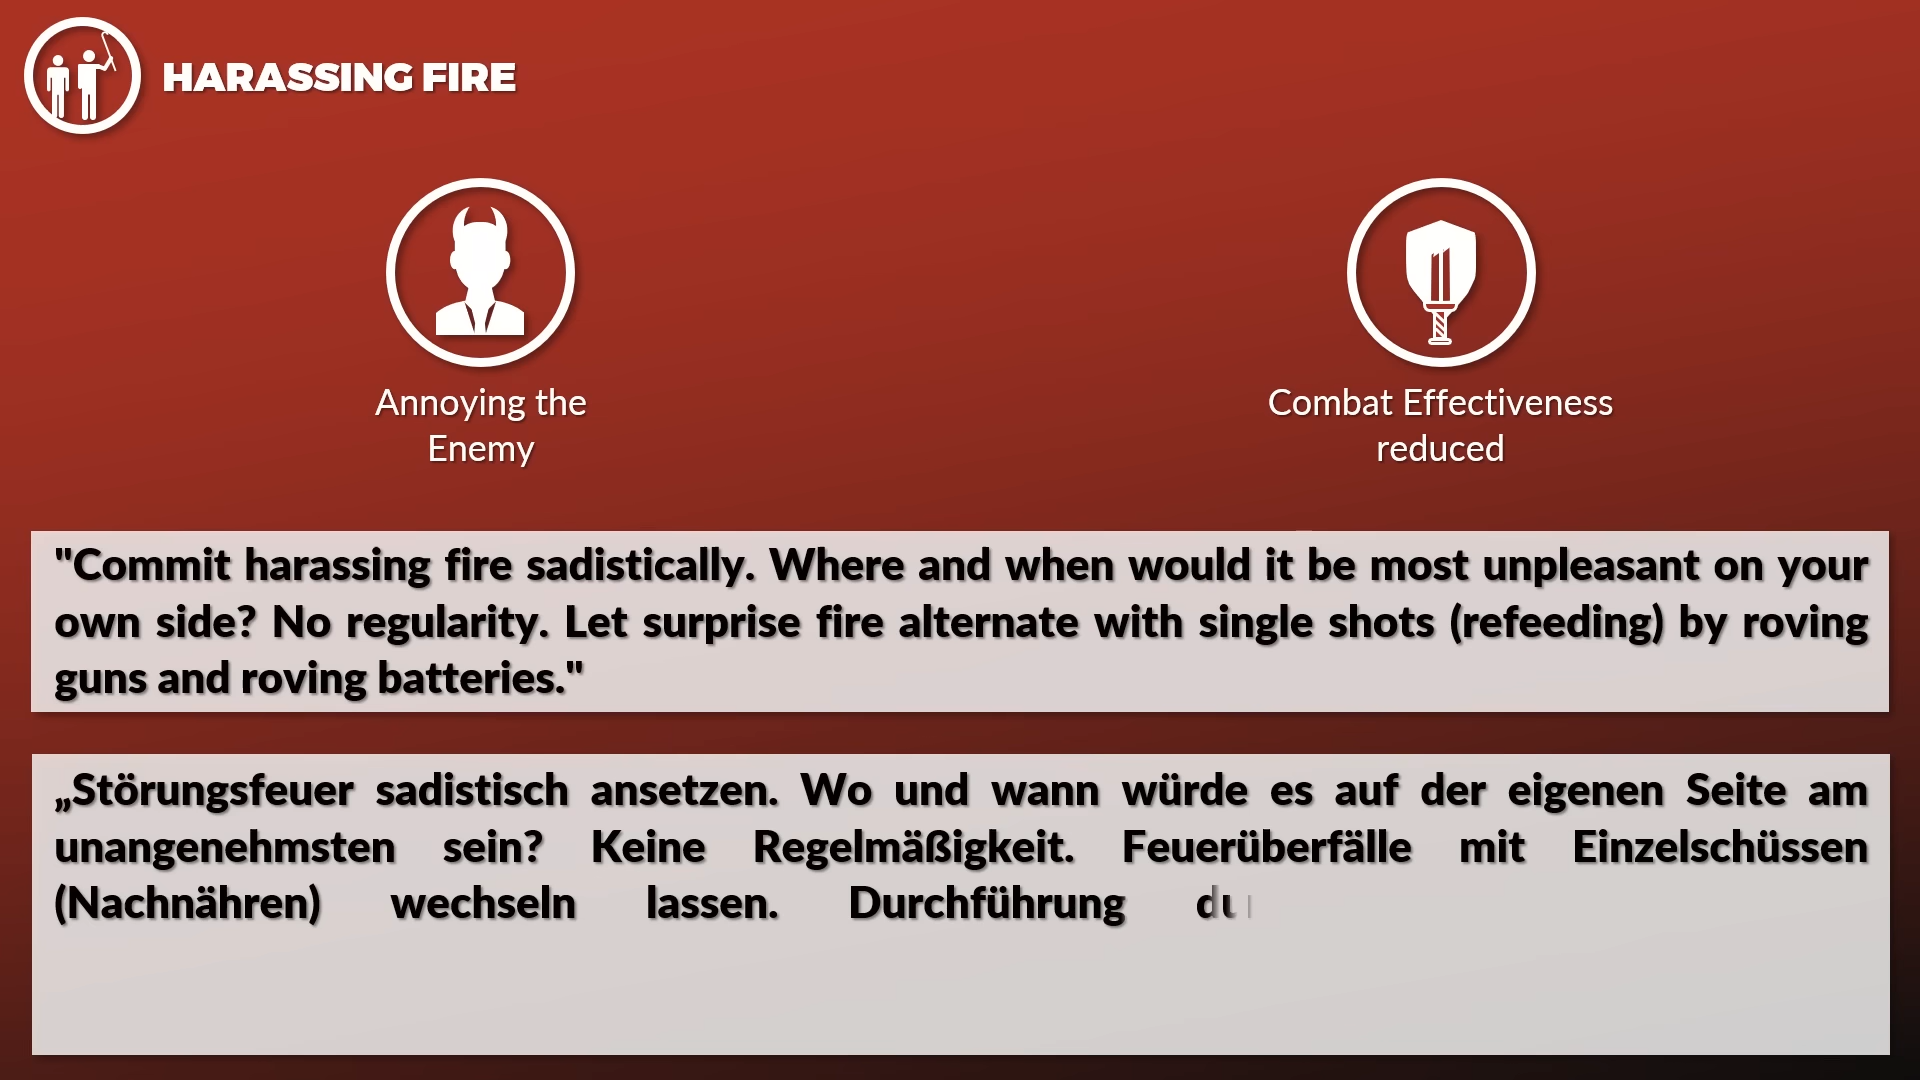 HARASSING FIRE
Annoying the
Enemy
Combat Effectiveness
reduced
"Commit harassing fire sadistically. Where and when would it be most unpleasant on your
own side? No regularity. Let surprise fire alternate with single shots (refeeding) by roving
guns and roving batteries."
„Störungsfeuer sadistisch ansetzen. Wo und wann würde es auf der eigenen Seite am
unangenehmsten sein? Keine Regelmäßigkeit. Feuerüberfälle mit Einzelschüssen
(Nachnähren) wechseln lassen. Durchführung